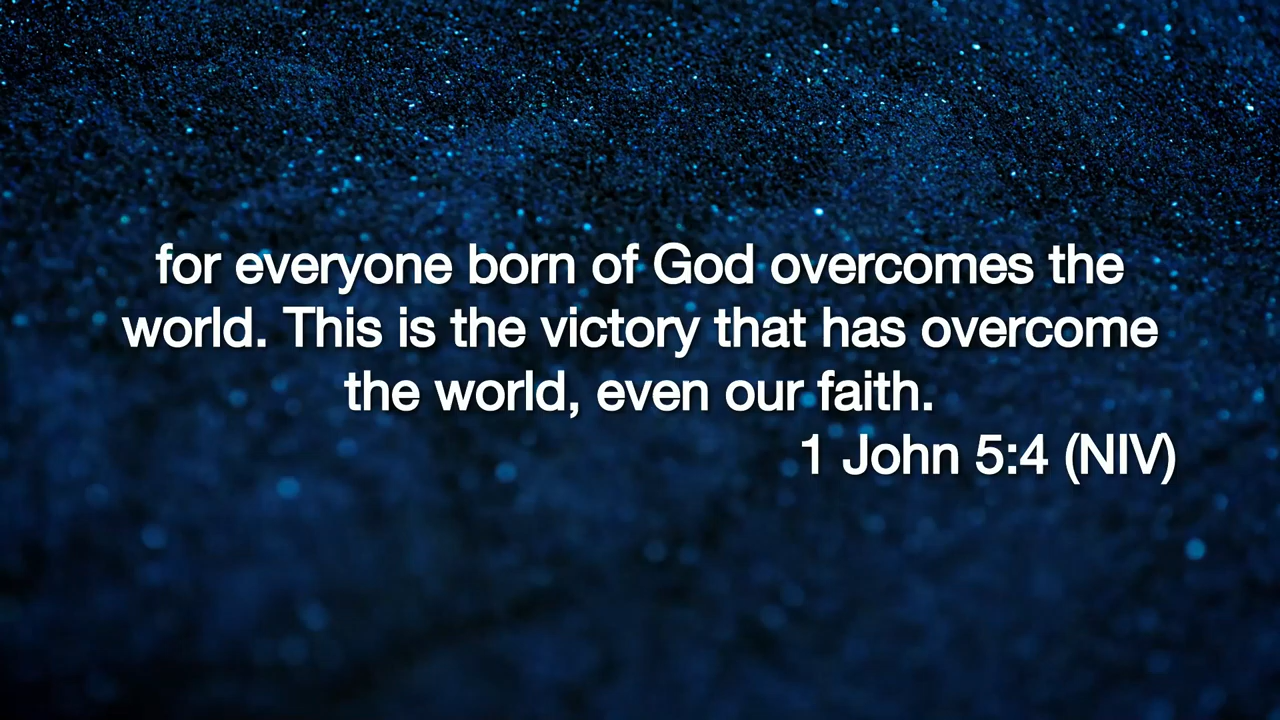 for everyone born of God overcomes the
world. This is the victory that has overcome
the world, even our faith.
1 John 5:4 (NIV)